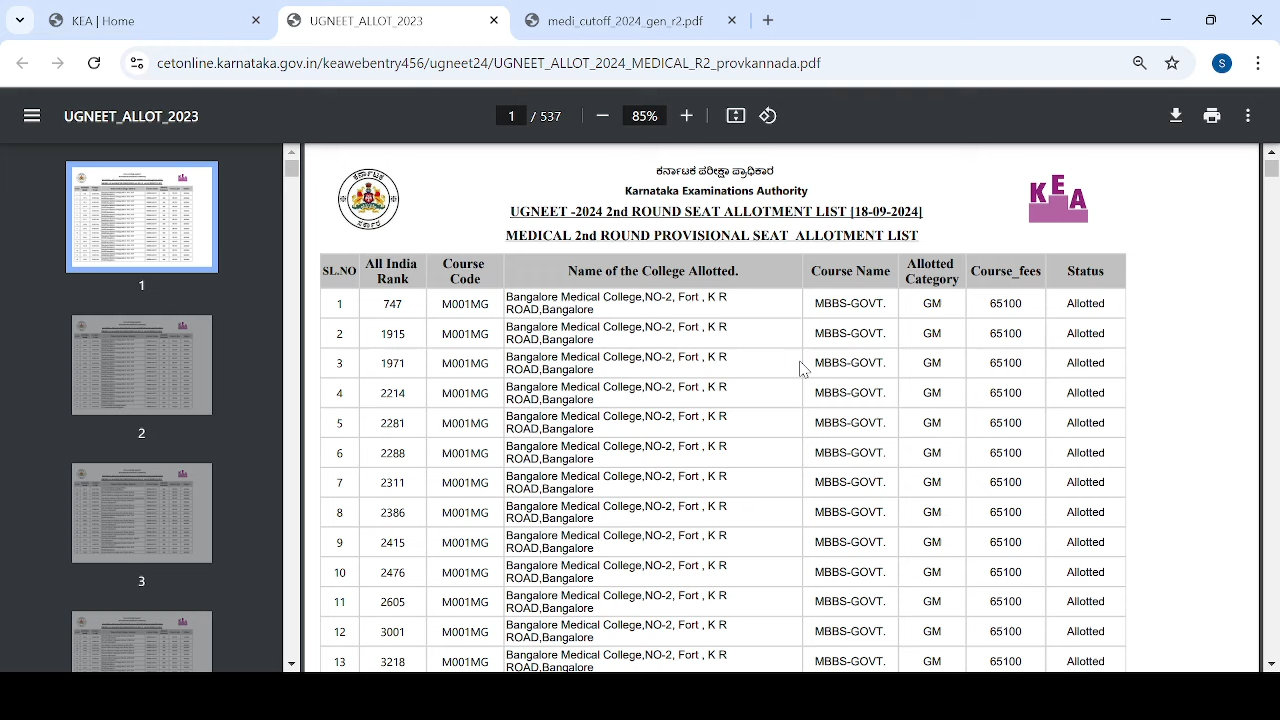 KEA | Home
UGNEET_ALLOT_2023
medi_cutoff_2024_gen_r2.pdf
cetonline.karnataka.gov.in/keawebentry456/ugneet24/UGNEET_ALLOT_2024_MEDICAL_R2_provkannada.pdf
S
UGNEET_ALLOT_2023
1 / 537
85%
ಕರ್ನಾಟಕ ಪರೀಕ್ಷಾ ಪ್ರಾಧಿಕಾರ
Karnataka Examinations Authority
KEA
UGNEET - 2024 2nd ROUND SEAT ALLOTMENT LIST [18-09-2024]
MEDICAL 2nd ROUND PROVISIONAL SEAT ALLOTMENT LIST
SL.NO All India Rank Course Code Name of the College Allotted. Course Name Allotted Category Course_fees Status
1 747 M001MG Bangalore Medical College,NO-2, Fort , K R
ROAD,Bangalore MBBS-GOVT. GM 65100 Allotted
2 1915 M001MG Bangalore Medical College,NO-2, Fort , K R
ROAD,Bangalore MBBS-GOVT. GM 65100 Allotted
3 1971 M001MG Bangalore Medical College,NO-2, Fort , K R
ROAD,Bangalore MBBS-GOVT. GM 65100 Allotted
4 M001MG Bangalore Medical College,NO-2, Fort , K R
ROAD,Bangalore MBBS-GOVT. GM 65100 Allotted
5 2281 M001MG Bangalore Medical College,NO-2, Fort , K R
ROAD,Bangalore MBBS-GOVT. GM 65100 Allotted
6 2288 M001MG Bangalore Medical College,NO-2, Fort , K R
ROAD,Bangalore MBBS-GOVT. GM 65100 Allotted
7 2311 M001MG Bangalore Medical College,NO-2, Fort , K R
ROAD,Bangalore MBBS-GOVT. GM 65100 Allotted
8 2386 M001MG Bangalore Medical College,NO-2, Fort , K R
ROAD,Bangalore MBBS-GOVT. GM 65100 Allotted
9 2415 M001MG Bangalore Medical College,NO-2, Fort , K R
ROAD,Bangalore MBBS-GOVT. GM 65100 Allotted
10 2476 M001MG Bangalore Medical College,NO-2, Fort , K R
ROAD,Bangalore MBBS-GOVT. GM 65100 Allotted
11 2605 M001MG Bangalore Medical College,NO-2, Fort , K R
ROAD,Bangalore MBBS-GOVT. GM 65100 Allotted
12 M001MG Bangalore Medical College,NO-2, Fort , K R
ROAD,Bangalore MBBS-GOVT. GM 65100 Allotted
13 M001MG Bangalore Medical College,NO-2, Fort , K R
ROAD,Bangalore MBBS-GOVT. GM 65100 Allotted
1
2
3